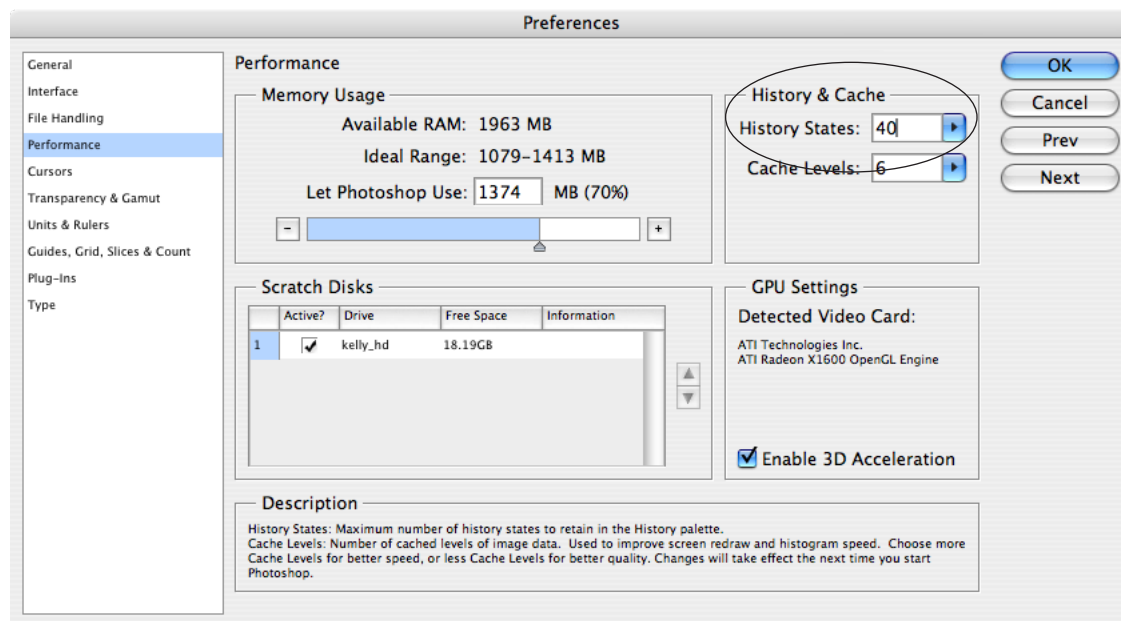 Preferences
General
Interface
File Handling
Performance
Cursors
Transparency & Gamut
Units & Rulers
Guides, Grid, Slices & Count
Plug-Ins
Type
Performance
Memory Usage
Available RAM: 1963 MB
Ideal Range: 1079-1413 MB
Let Photoshop Use: 1374 MB (70%)
- +
History & Cache
History States: 40
Cache Levels: 6
OK
Cancel
Prev
Next
Scratch Disks
Active? Drive Free Space Information
1 kelly_hd 18.19GB
GPU Settings
Detected Video Card:
ATI Technologies Inc.
ATI Radeon X1600 OpenGL Engine
Enable 3D Acceleration
Description
History States: Maximum number of history states to retain in the History palette.
Cache Levels: Number of cached levels of image data.  Used to improve screen redraw and histogram speed.  Choose more
Cache Levels for better speed, or less Cache Levels for better quality. Changes will take effect the next time you start
Photoshop.